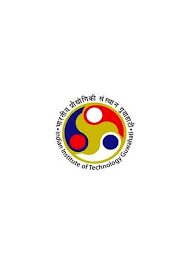 भारतीय प्रौद्योगिकी संस्थान गुवाहाटी
Indian Institute of Technology Guwahati